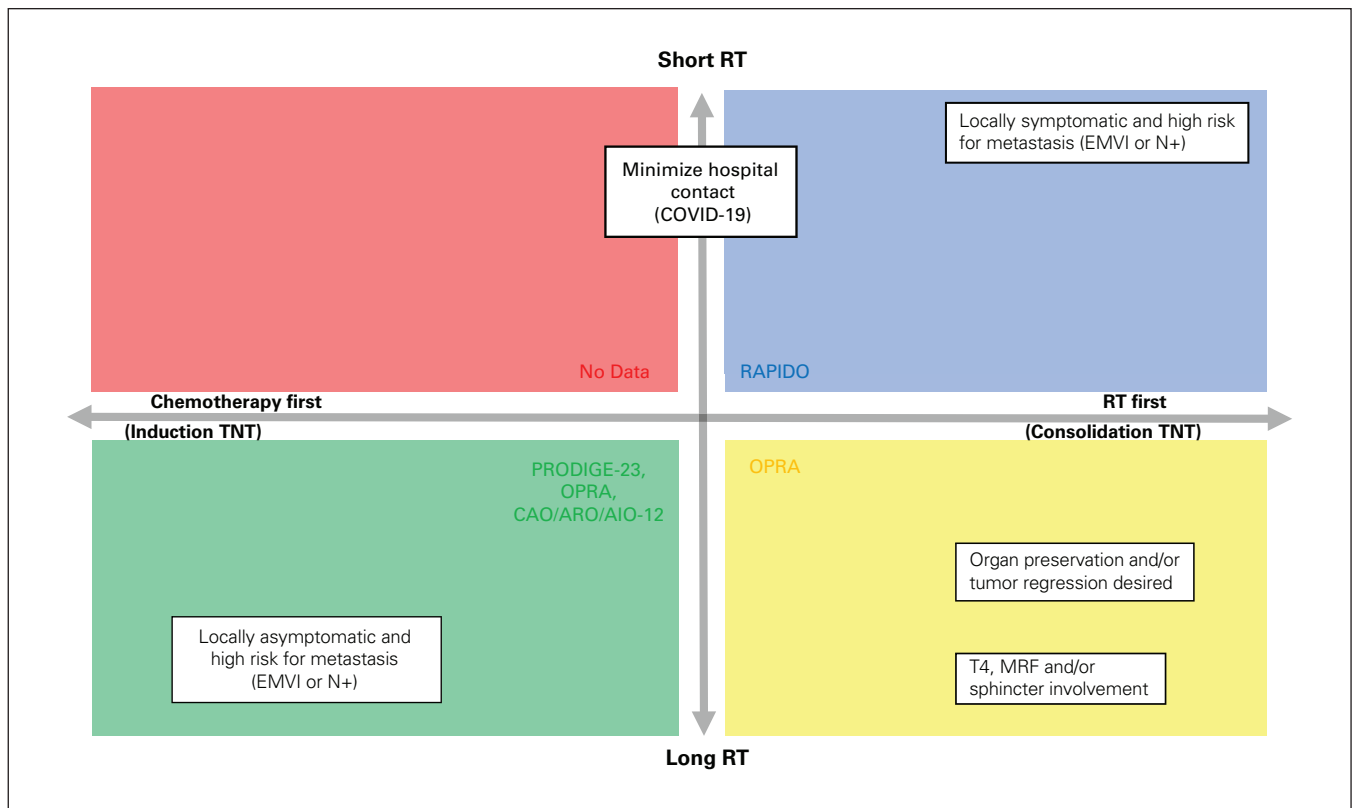 Short RT
Locally symptomatic and high risk
for metastasis (EMVI or N+)
Minimize hospital
contact
(COVID-19)
No Data
RAPIDO
Chemotherapy first
(Induction TNT)
RT first
(Consolidation TNT)
PRODIGE-23,
OPRA,
CAO/ARO/AIO-12
OPRA
Organ preservation and/or
tumor regression desired
Locally asymptomatic and
high risk for metastasis
(EMVI or N+)
T4, MRF and/or
sphincter involvement
Long RT